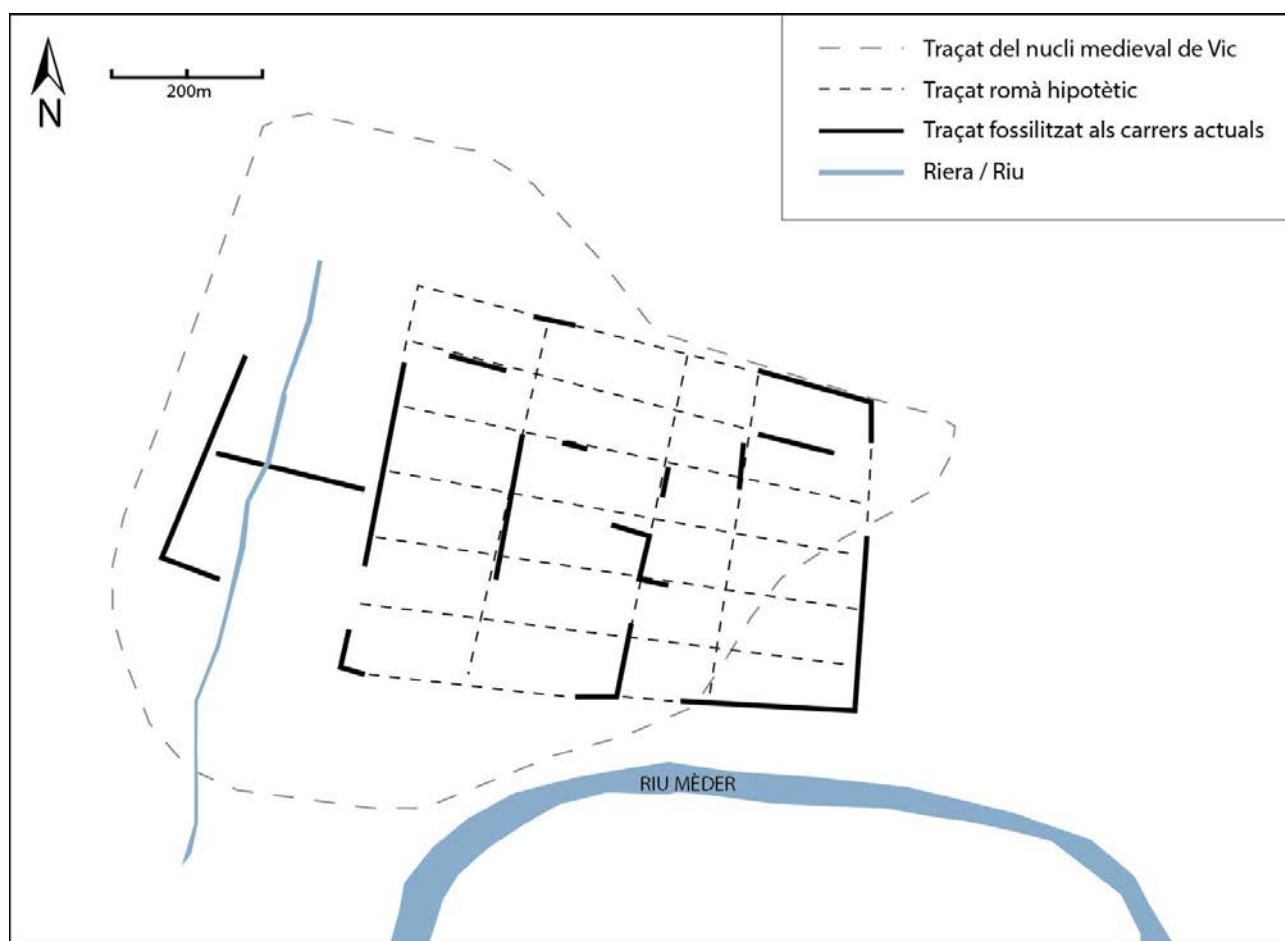 N
200m
Traçat del nucli medieval de Vic
Traçat romà hipotètic
Traçat fossilitzat als carrers actuals
Riera / Riu
RIU MÈDER